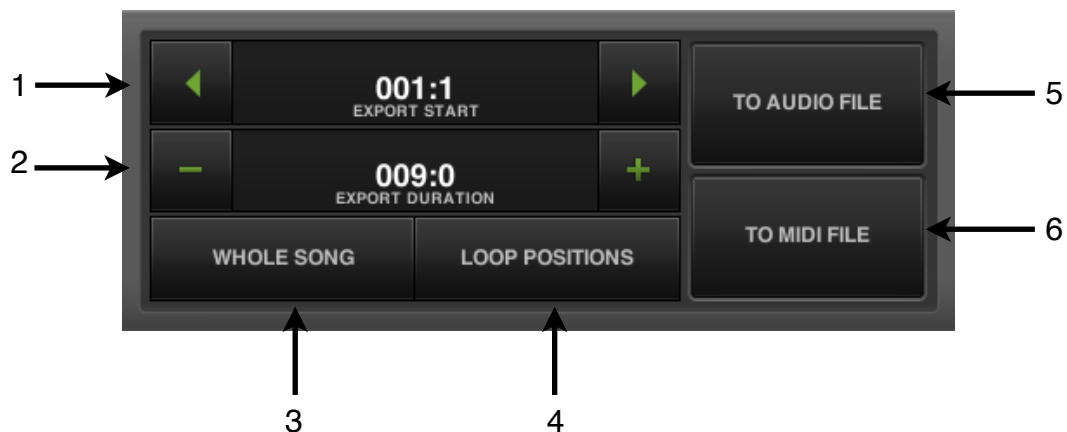 1
001:1
EXPORT START
TO AUDIO FILE
5
2
009:0
EXPORT DURATION
WHOLE SONG
LOOP POSITIONS
TO MIDI FILE
6
3
4